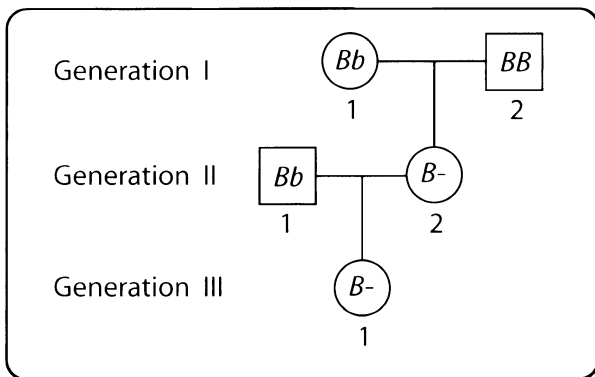 Generation I Bb BB
1 2
Generation II Bb B-
1 2
Generation III B-
1